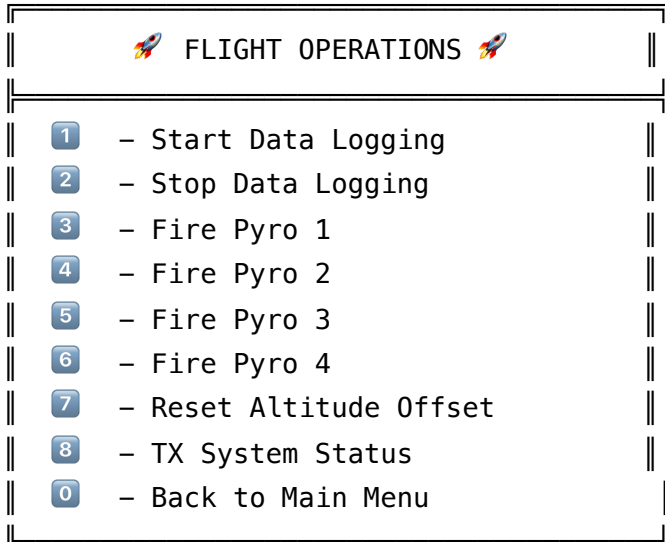 🚀 FLIGHT OPERATIONS 🚀
1️⃣ – Start Data Logging
2️⃣ – Stop Data Logging
3️⃣ – Fire Pyro 1
4️⃣ – Fire Pyro 2
5️⃣ – Fire Pyro 3
6️⃣ – Fire Pyro 4
7️⃣ – Reset Altitude Offset
8️⃣ – TX System Status
0️⃣ – Back to Main Menu